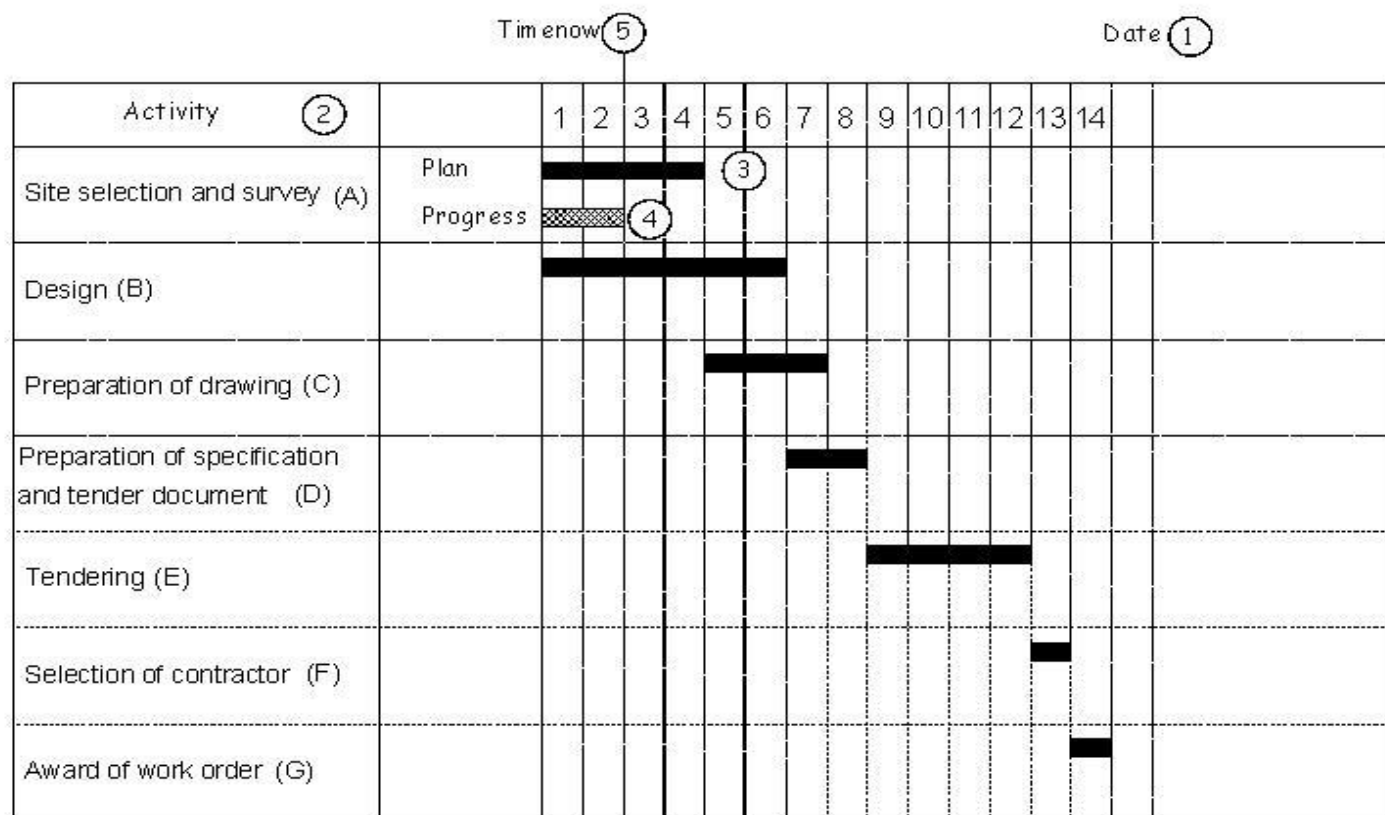 Timenow 5
Date 1
Activity 2
1 2 3 4 5 6 7 8 9 10 11 12 13 14
Plan 3
Site selection and survey (A)
Progress 4
Design (B)
Preparation of drawing (C)
Preparation of specification
and tender document (D)
Tendering (E)
Selection of contractor (F)
Award of work order (G)